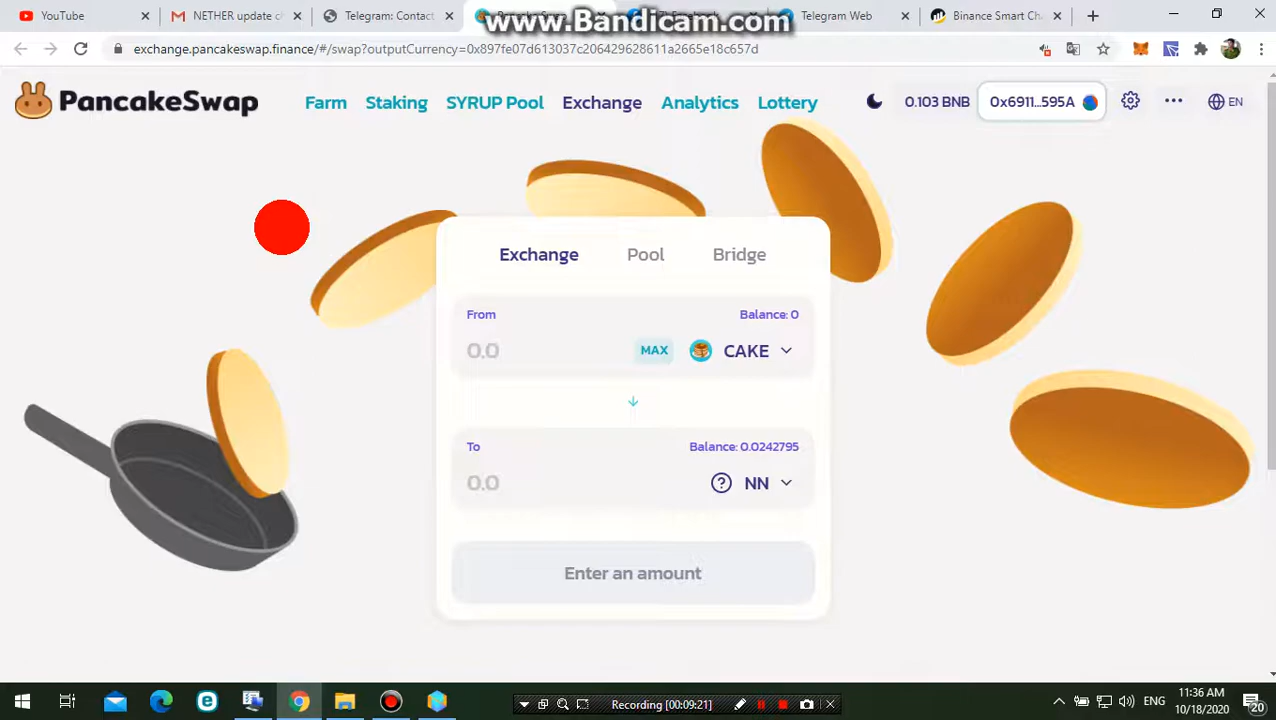 www.Bandicam.com
YouTube
NETHER update c
Telegram: Contact
Telegram Web
Binance Smart Ch
exchange.pancakeswap.finance/#/swap?outputCurrency=0x897fe07d613037c206429628611a2665e18c657d
PancakeSwap
Farm
Staking
SYRUP Pool
Exchange
Analytics
Lottery
0.103 BNB
0x6911...595A
EN
Exchange
Pool
Bridge
From
Balance: 0
0.0
MAX
CAKE
To
Balance: 0.0242795
0.0
NN
Enter an amount
Recording [00:09:21]
ENG
11:36 AM
10/18/2020
20